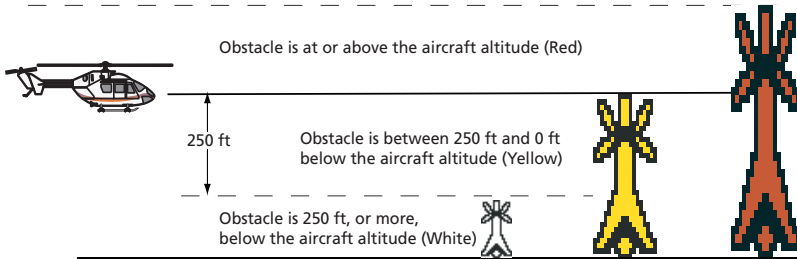 Obstacle is at or above the aircraft altitude (Red)
250 ft
Obstacle is between 250 ft and 0 ft
below the aircraft altitude (Yellow)
Obstacle is 250 ft, or more,
below the aircraft altitude (White)